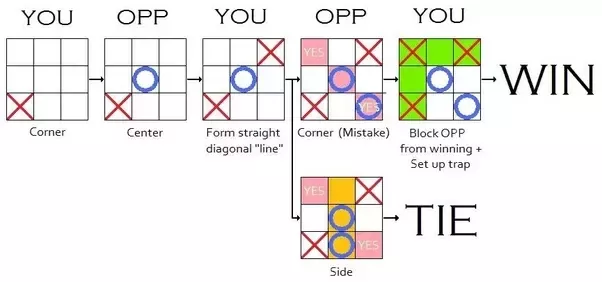 YOU OPP YOU OPP YOU
YES
YES
WIN
Corner
Center
Form straight
diagonal "line"
Corner (Mistake)
Block OPP
from winning +
Set up trap
YES
YES
TIE
Side